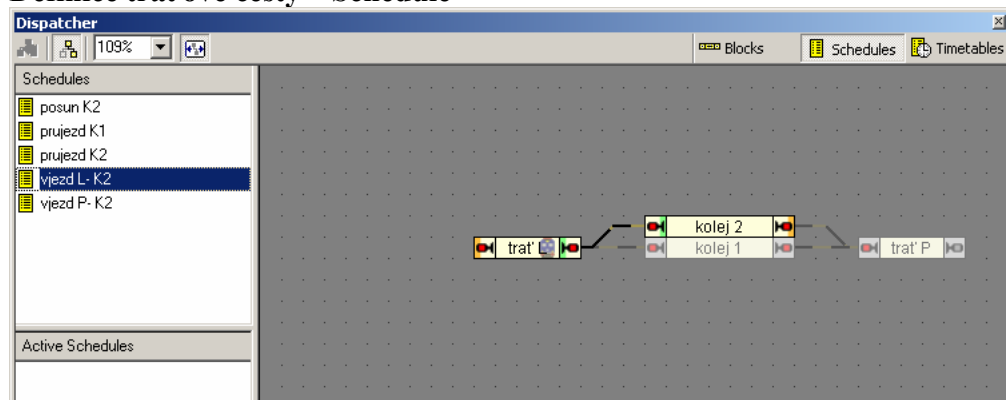 Dispatcher
109%
Blocks
Schedules
Timetables
Schedules
posun K2
prujezd K1
prujezd K2
vjezd L- K2
vjezd P- K2
kolej 2
trať
kolej 1
trať P
Active Schedules